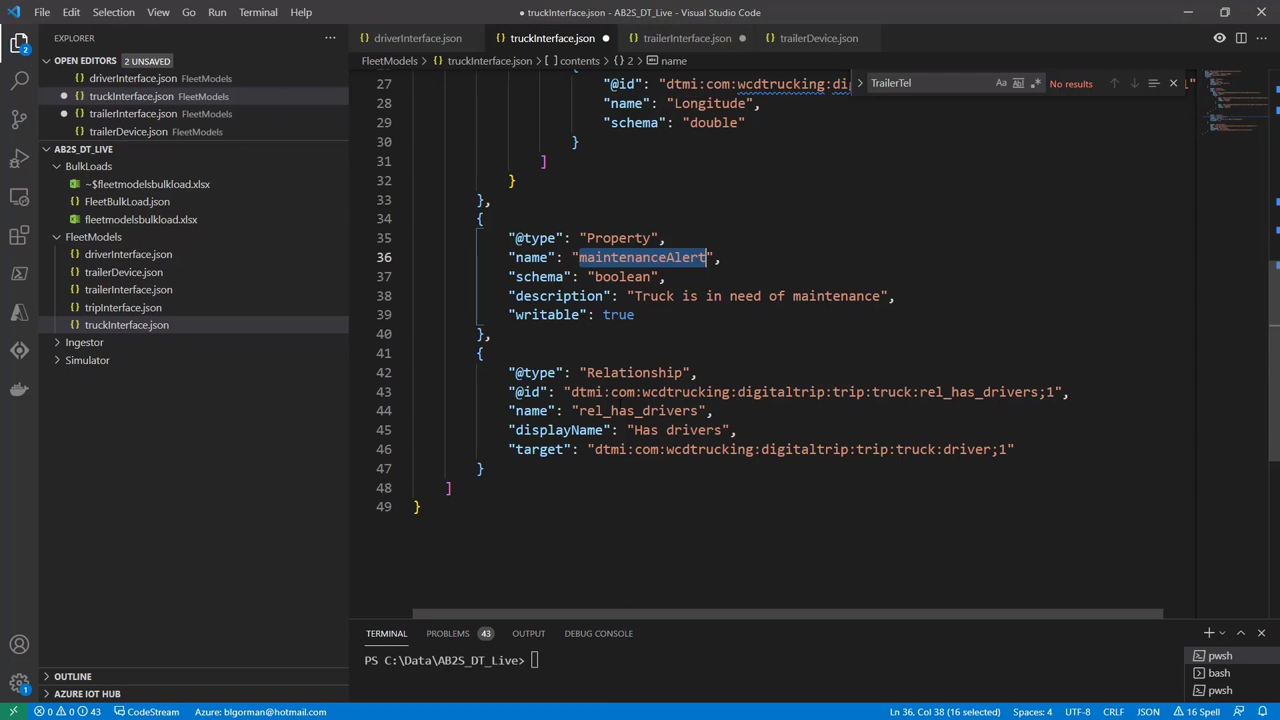 File Edit Selection View Go Run Terminal Help
● truckInterface.json - AB2S_DT_Live - Visual Studio Code
EXPLORER
OPEN EDITORS 2 UNSAVED
driverInterface.json FleetModels
truckInterface.json FleetModels
trailerInterface.json FleetModels
trailerDevice.json FleetModels
AB2S_DT_LIVE
BulkLoads
~$fleetmodelsbulkload.xlsx
FleetBulkLoad.json
fleetmodelsbulkload.xlsx
FleetModels
driverInterface.json
trailerDevice.json
trailerInterface.json
tripInterface.json
truckInterface.json
Ingestor
Simulator
OUTLINE
AZURE IOT HUB
2
1
driverInterface.json truckInterface.json trailerInterface.json trailerDevice.json
FleetModels > truckInterface.json > [ ] contents > {} 2 > name
TrailerTel Aa ab .* No results
27 "@id": "dtmi:com:wcdtrucking:dig
28 "name": "Longitude",
29 "schema": "double"
30 }
31 ]
32 }
33 },
34 {
35 "@type": "Property",
36 "name": "maintenanceAlert",
37 "schema": "boolean",
38 "description": "Truck is in need of maintenance",
39 "writable": true
40 },
41 {
42 "@type": "Relationship",
43 "@id": "dtmi:com:wcdtrucking:digitaltrip:trip:truck:rel_has_drivers;1",
44 "name": "rel_has_drivers",
45 "displayName": "Has drivers",
46 "target": "dtmi:com:wcdtrucking:digitaltrip:trip:truck:driver;1"
47 }
48 ]
49 }
TERMINAL PROBLEMS 43 OUTPUT DEBUG CONSOLE
PS C:\Data\AB2S_DT_Live>
pwsh
bash
pwsh
0 0 43 CodeStream Azure: blgorman@hotmail.com Ln 36, Col 38 (16 selected) Spaces: 4 UTF-8 CRLF JSON 16 Spell